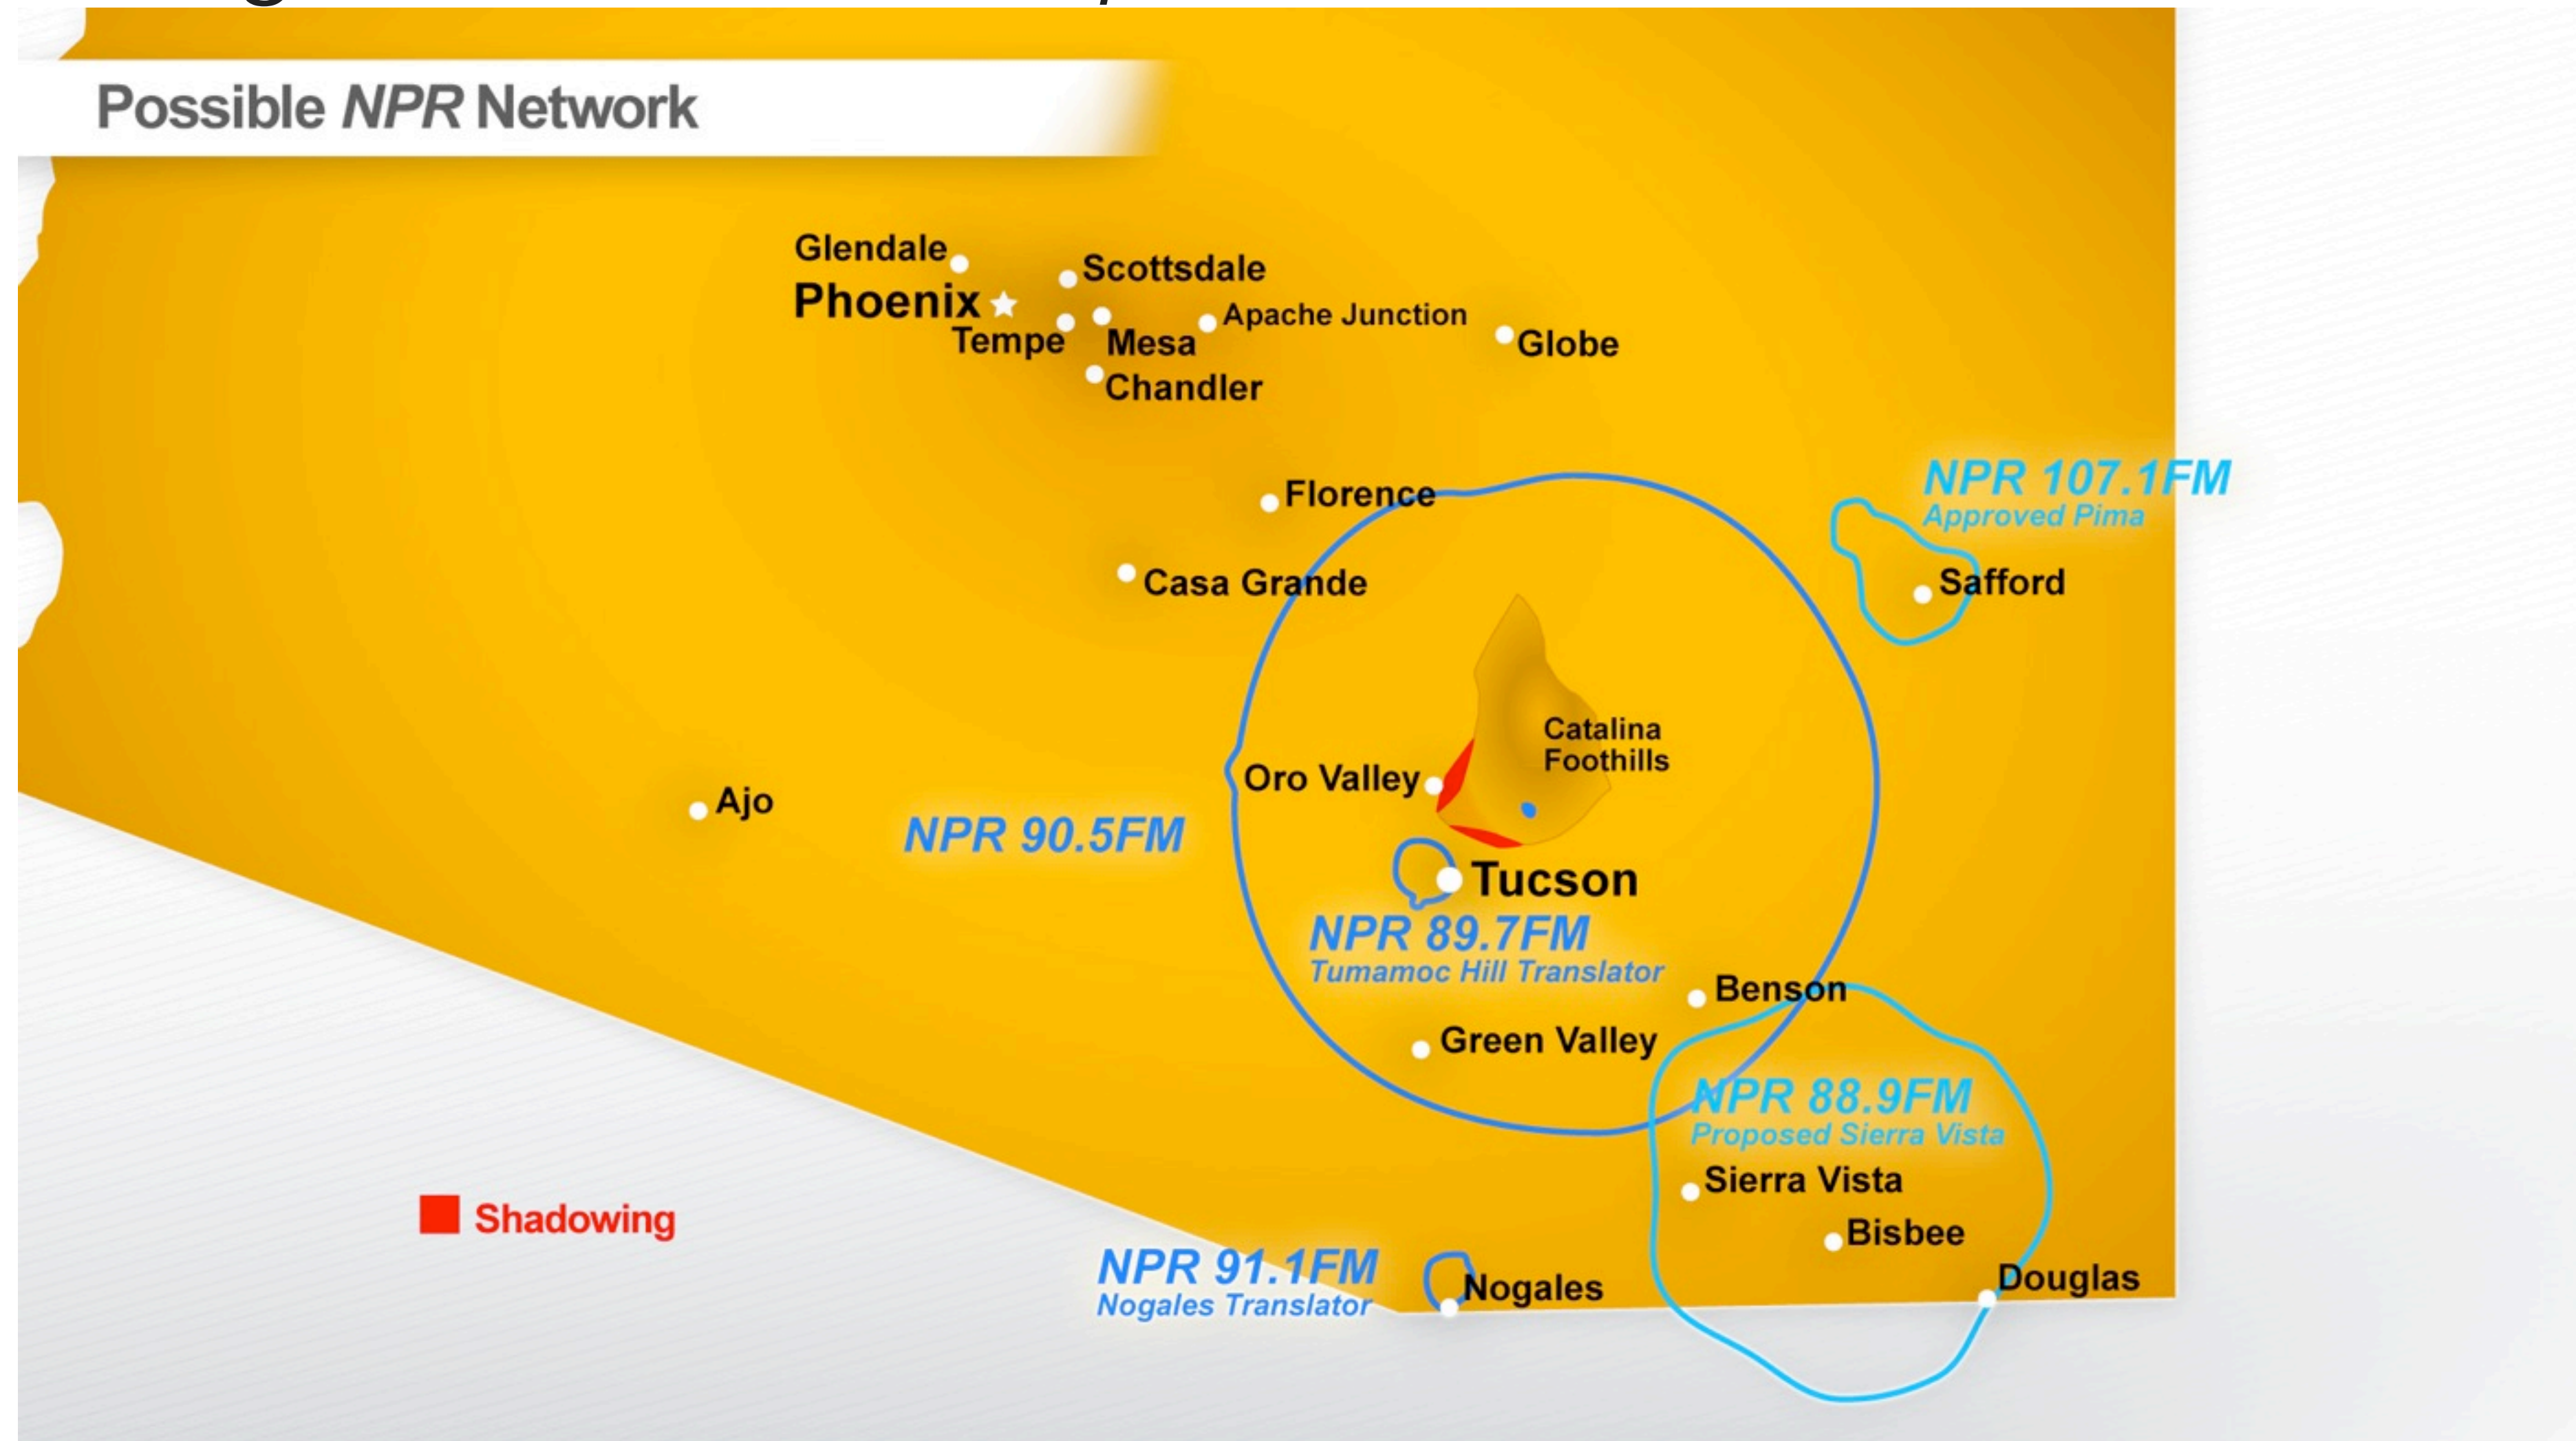 Possible NPR Network
Glendale
Scottsdale
Phoenix
Apache Junction
Tempe
Mesa
Globe
Chandler
NPR 107.1FM
Approved Pima
Florence
Casa Grande
Safford
Catalina
Foothills
Oro Valley
Ajo
NPR 90.5FM
Tucson
NPR 89.7FM
Tumamoc Hill Translator
Benson
Green Valley
NPR 88.9FM
Proposed Sierra Vista
Sierra Vista
Shadowing
Bisbee
NPR 91.1FM
Nogales Translator
Nogales
Douglas